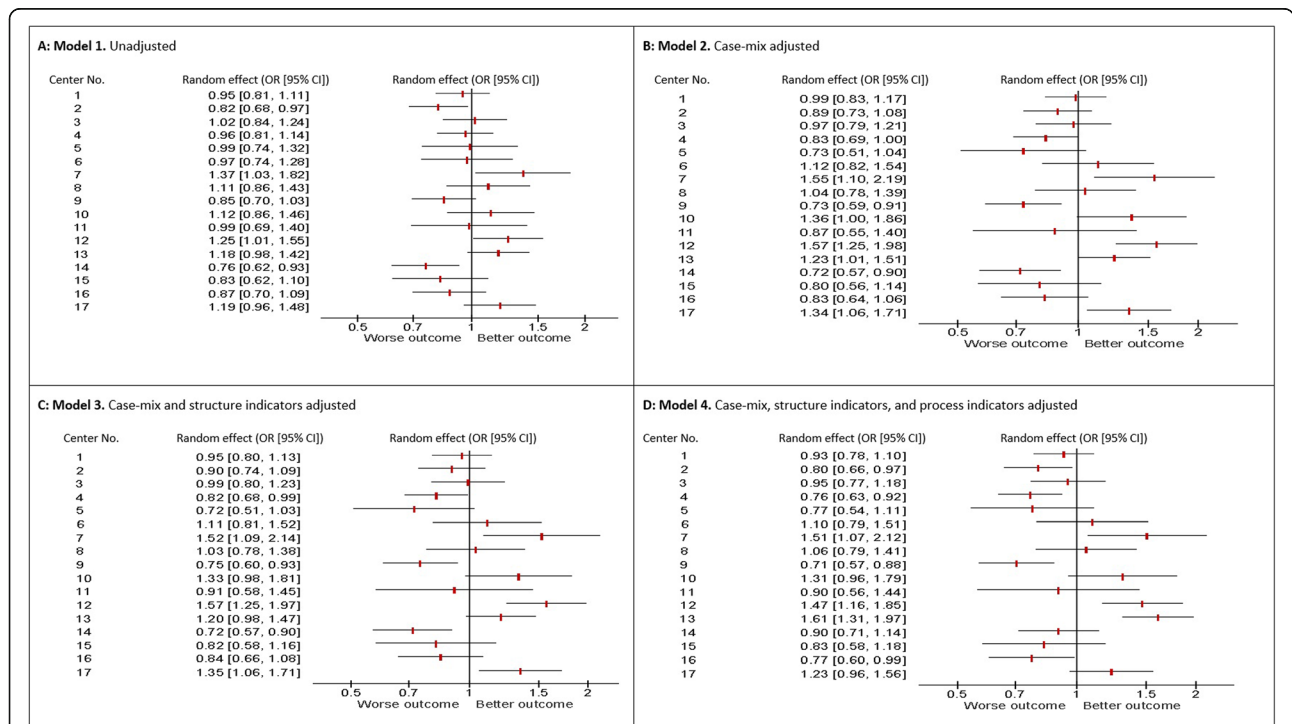 A: Model 1. Unadjusted
Center No. Random effect (OR [95% CI]) Random effect (OR [95% CI])
1 0.95 [0.81, 1.11]
2 0.82 [0.68, 0.97]
3 1.02 [0.84, 1.24]
4 0.96 [0.81, 1.14]
5 0.99 [0.74, 1.32]
6 0.97 [0.74, 1.28]
7 1.37 [1.03, 1.82]
8 1.11 [0.86, 1.43]
9 0.85 [0.70, 1.03]
10 1.12 [0.86, 1.46]
11 0.99 [0.69, 1.40]
12 1.25 [1.01, 1.55]
13 1.18 [0.98, 1.42]
14 0.76 [0.62, 0.93]
15 0.83 [0.62, 1.10]
16 0.87 [0.70, 1.09]
17 1.19 [0.96, 1.48]
0.5 0.7 1 1.5 2
Worse outcome Better outcome
B: Model 2. Case-mix adjusted
Center No. Random effect (OR [95% CI]) Random effect (OR [95% CI])
1 0.99 [0.83, 1.17]
2 0.89 [0.73, 1.08]
3 0.97 [0.79, 1.21]
4 0.83 [0.69, 1.00]
5 0.73 [0.51, 1.04]
6 1.12 [0.82, 1.54]
7 1.55 [1.10, 2.19]
8 1.04 [0.78, 1.39]
9 0.73 [0.59, 0.91]
10 1.36 [1.00, 1.86]
11 0.87 [0.55, 1.40]
12 1.57 [1.25, 1.98]
13 1.23 [1.01, 1.51]
14 0.72 [0.57, 0.90]
15 0.80 [0.56, 1.14]
16 0.83 [0.64, 1.06]
17 1.34 [1.06, 1.71]
0.5 0.7 1 1.5 2
Worse outcome Better outcome
C: Model 3. Case-mix and structure indicators adjusted
Center No. Random effect (OR [95% CI]) Random effect (OR [95% CI])
1 0.95 [0.80, 1.13]
2 0.90 [0.74, 1.09]
3 0.99 [0.80, 1.23]
4 0.82 [0.68, 0.99]
5 0.72 [0.51, 1.03]
6 1.11 [0.81, 1.52]
7 1.52 [1.09, 2.14]
8 1.03 [0.78, 1.38]
9 0.75 [0.60, 0.93]
10 1.33 [0.98, 1.81]
11 0.91 [0.58, 1.45]
12 1.57 [1.25, 1.97]
13 1.20 [0.98, 1.47]
14 0.72 [0.57, 0.90]
15 0.82 [0.58, 1.16]
16 0.84 [0.66, 1.08]
17 1.35 [1.06, 1.71]
0.5 0.7 1 1.5 2
Worse outcome Better outcome
D: Model 4. Case-mix, structure indicators, and process indicators adjusted
Center No. Random effect (OR [95% CI]) Random effect (OR [95% CI])
1 0.93 [0.78, 1.10]
2 0.80 [0.66, 0.97]
3 0.95 [0.77, 1.18]
4 0.76 [0.63, 0.92]
5 0.77 [0.54, 1.11]
6 1.10 [0.79, 1.51]
7 1.51 [1.07, 2.12]
8 1.06 [0.79, 1.41]
9 0.71 [0.57, 0.88]
10 1.31 [0.96, 1.79]
11 0.90 [0.56, 1.44]
12 1.47 [1.16, 1.85]
13 1.61 [1.31, 1.97]
14 0.90 [0.71, 1.14]
15 0.83 [0.58, 1.18]
16 0.77 [0.60, 0.99]
17 1.23 [0.96, 1.56]
0.5 0.7 1 1.5 2
Worse outcome Better outcome